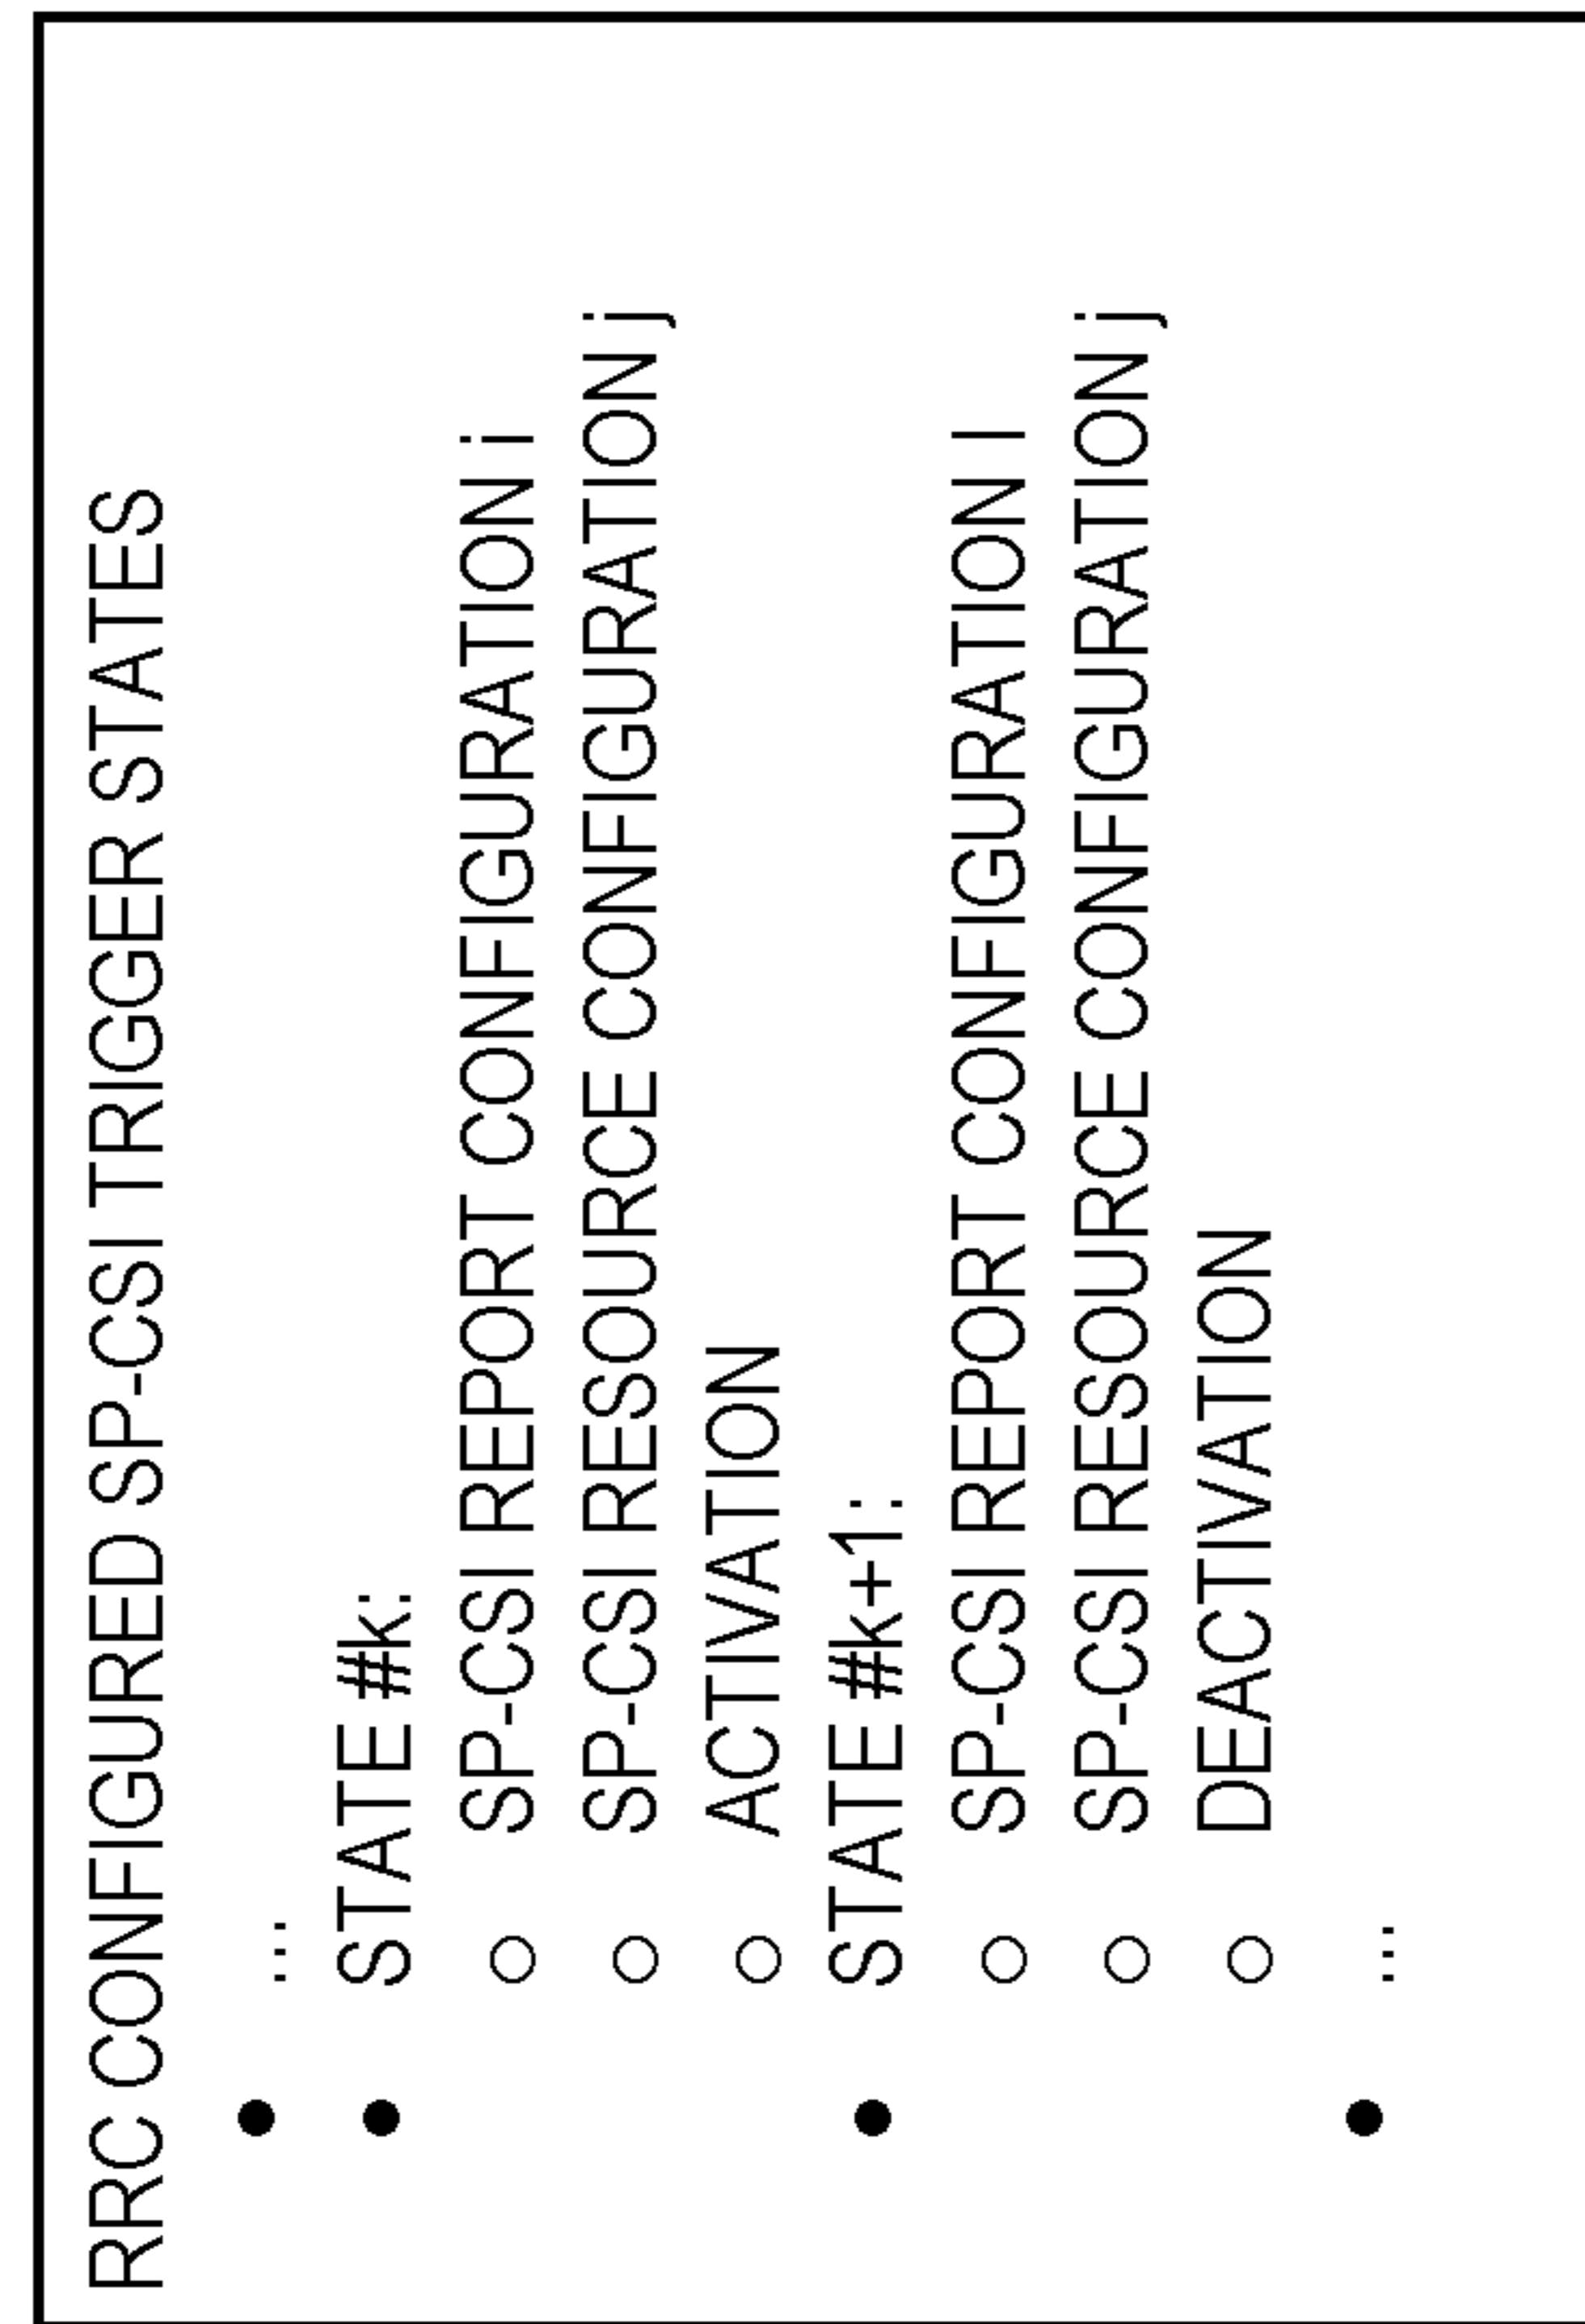 RRC CONFIGURED SP-CSI TRIGGER STATES
● ...
● STATE #k:
○ SP-CSI REPORT CONFIGURATION i
○ SP-CSI RESOURCE CONFIGURATION j
○ ACTIVATION
● STATE #k+1:
○ SP-CSI REPORT CONFIGURATION I
○ SP-CSI RESOURCE CONFIGURATION j
○ DEACTIVATION
● ...